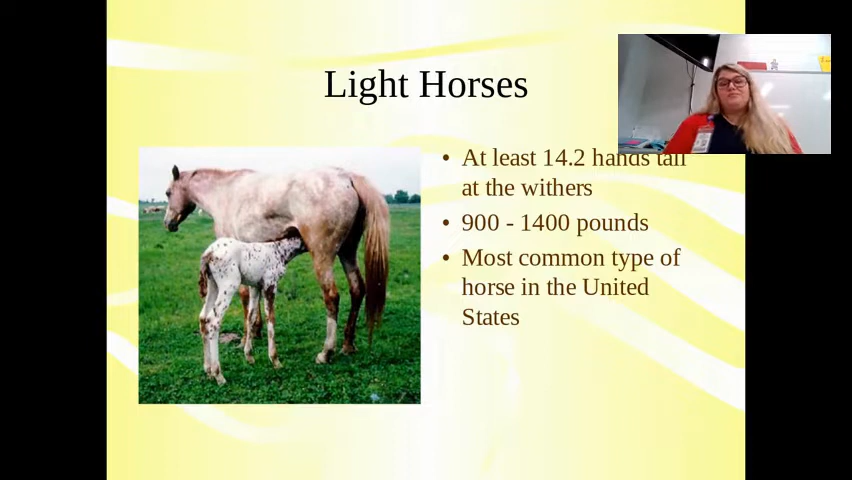 Light Horses
• At least 14.2 hands tall
at the withers
• 900 - 1400 pounds
• Most common type of
horse in the United
States